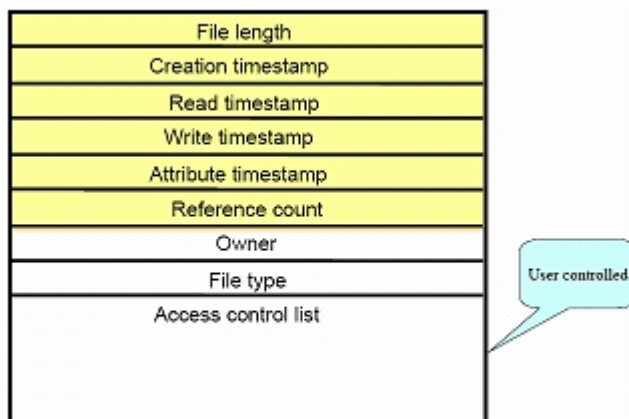 File length
Creation timestamp
Read timestamp
Write timestamp
Attribute timestamp
Reference count
Owner
File type
User controlled
Access control list